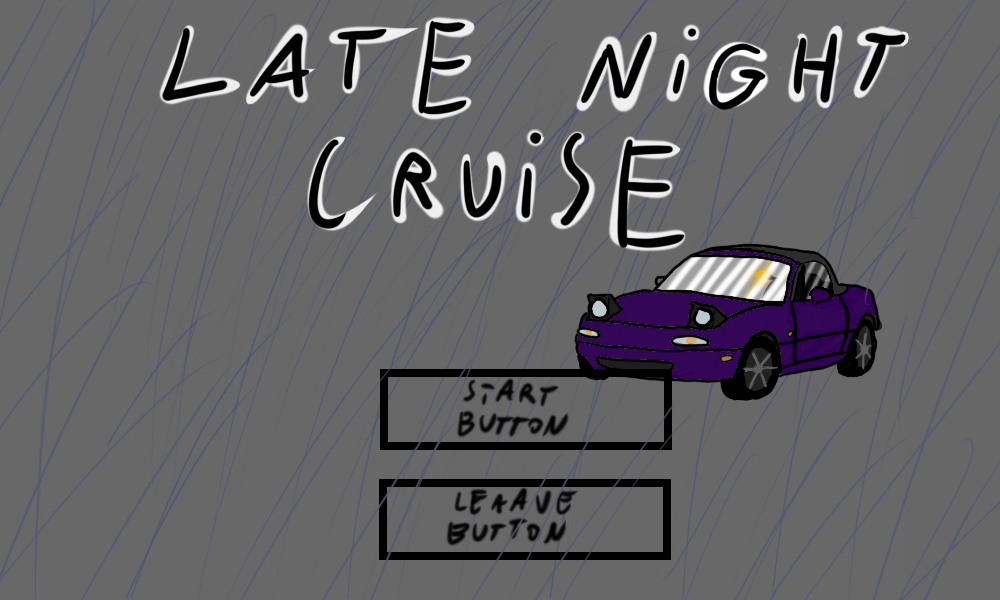 LATE NiGHT
CRUiSE
START
BUTTON
LEAAVE
BUTTON